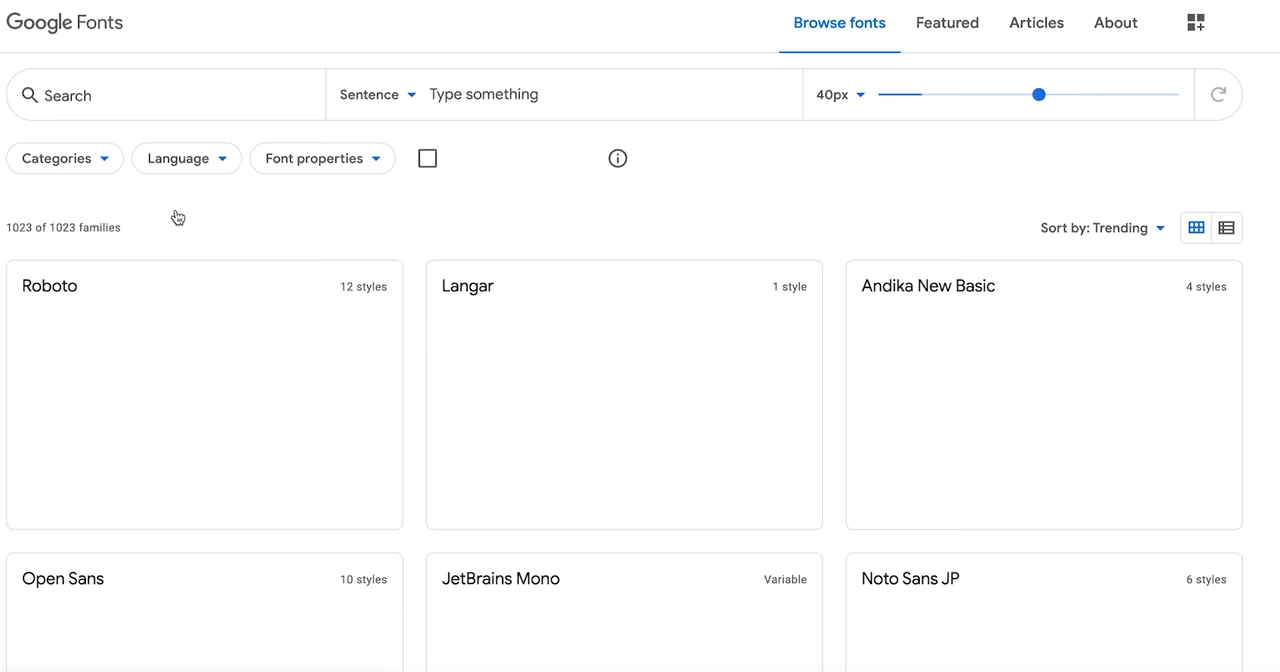 Google Fonts
Browse fonts
Featured
Articles
About
Search
Sentence
Type something
40px
Categories
Language
Font properties
1023 of 1023 families
Sort by: Trending
Roboto
12 styles
Langar
1 style
Andika New Basic
4 styles
Open Sans
10 styles
JetBrains Mono
Variable
Noto Sans JP
6 styles